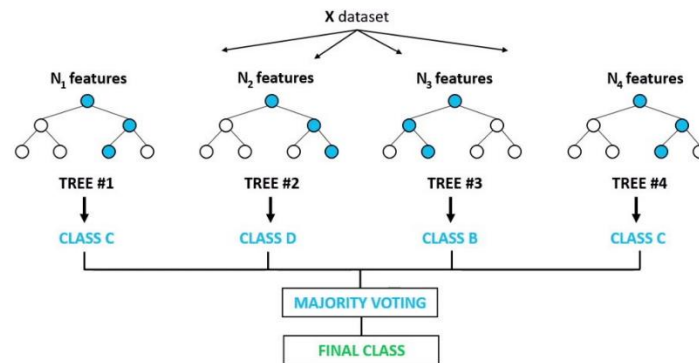 X dataset
N₁ features
N₂ features
N₃ features
N₄ features
TREE #1
TREE #2
TREE #3
TREE #4
CLASS C
CLASS D
CLASS B
CLASS C
MAJORITY VOTING
FINAL CLASS